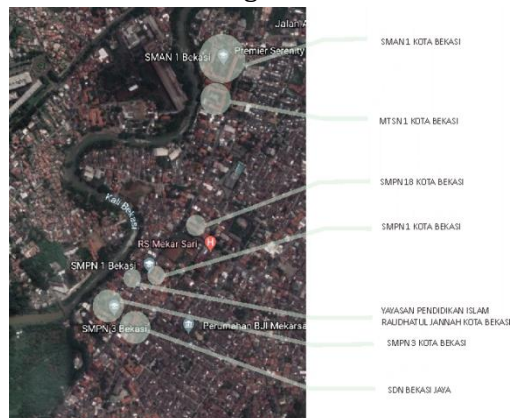 Jalan A
SMAN 1 Bekasi
Premier Serenity
SMAN 1 KOTA BEKASI
MTSN 1 KOTA BEKASI
SMPN 18 KOTA BEKASI
Kali Bekasi
RS Mekar Sari
H
SMPN 1 KOTA BEKASI
SMPN 1 Bekasi
YAYASAN PENDIDIKAN ISLAM
RAUDHATUL JANNAH KOTA BEKASI
SMPN 3 Bekasi
Perumahan BJI Mekarsa
SMPN 3 KOTA BEKASI
SDN BEKASI JAYA